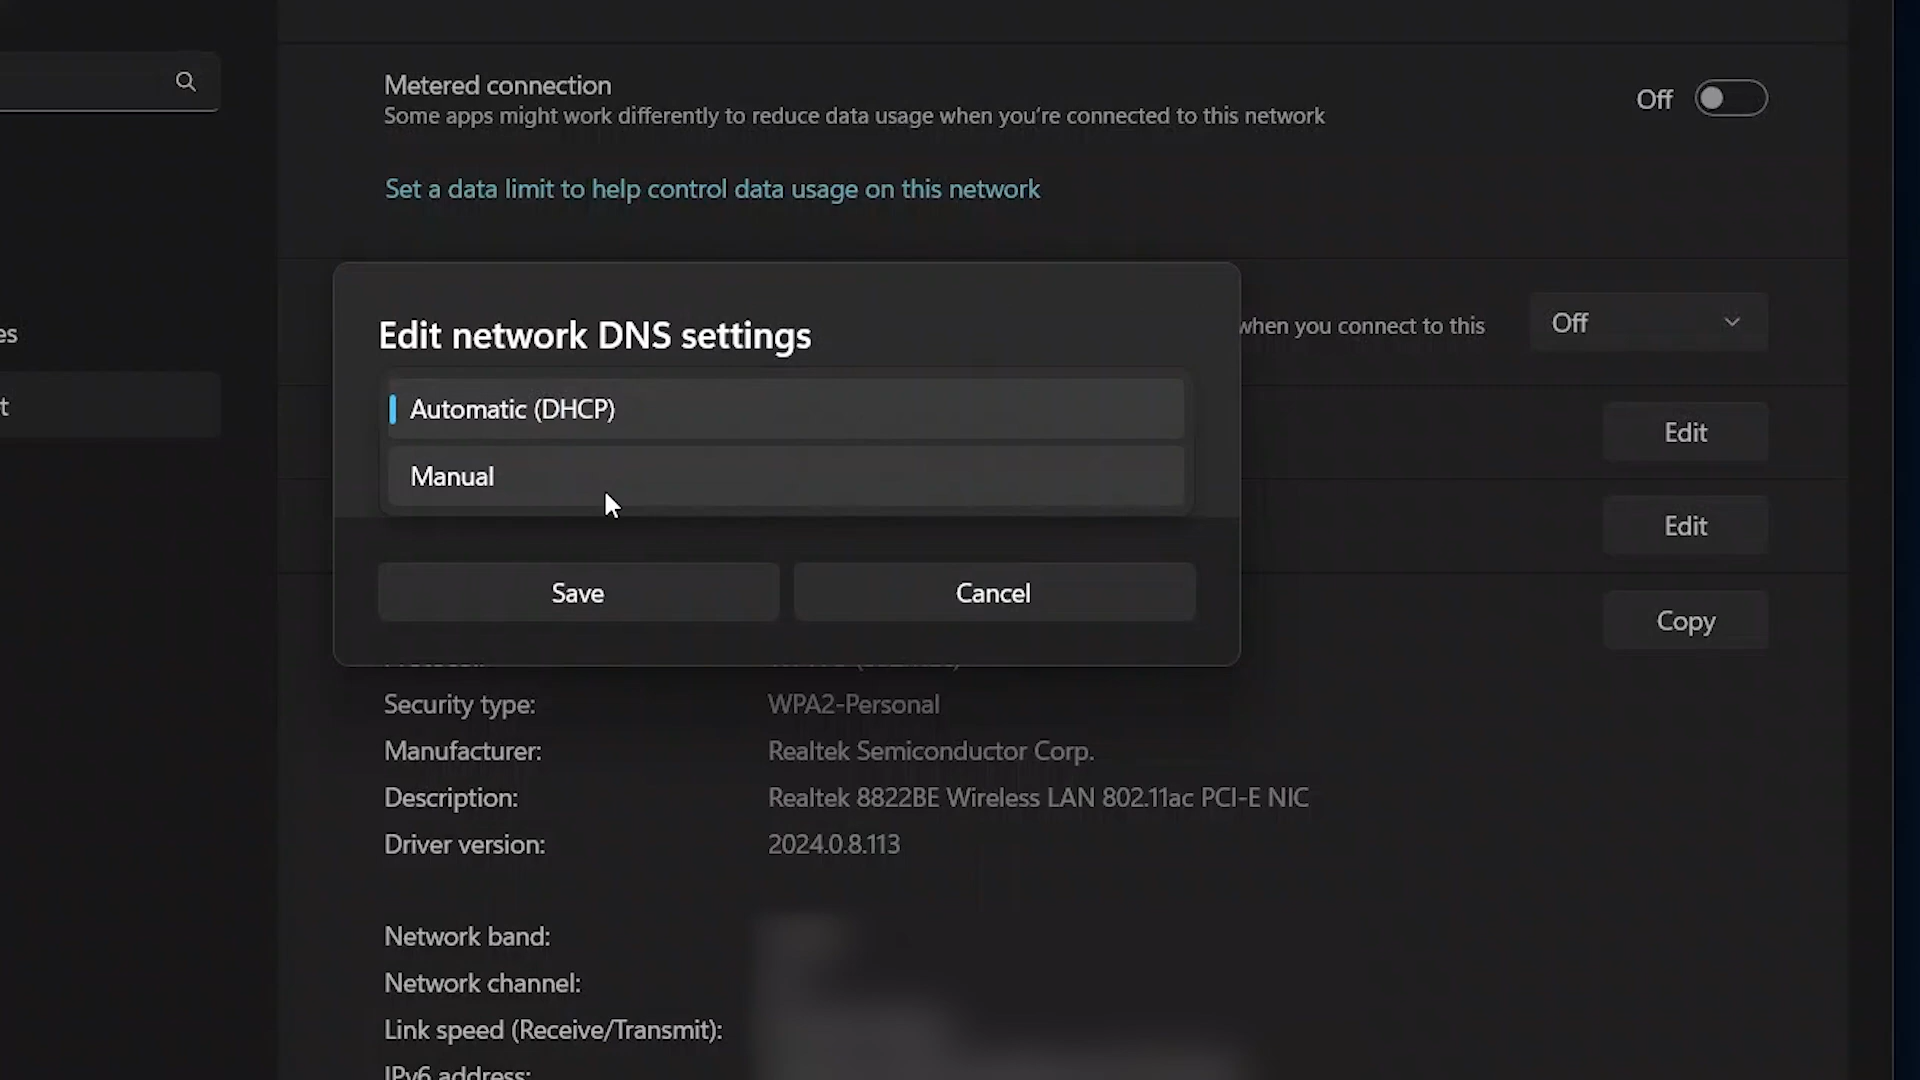 Metered connection
Off
Some apps might work differently to reduce data usage when you're connected to this network
Set a data limit to help control data usage on this network
Edit network DNS settings
when you connect to this
Off
es
Automatic (DHCP)
t
Edit
Manual
Edit
Save
Cancel
Copy
Security type:
WPA2-Personal
Manufacturer:
Realtek Semiconductor Corp.
Description:
Realtek 8822BE Wireless LAN 802.11ac PCI-E NIC
Driver version:
2024.0.8.113
Network band:
Network channel:
Link speed (Receive/Transmit):
IPv6 address: